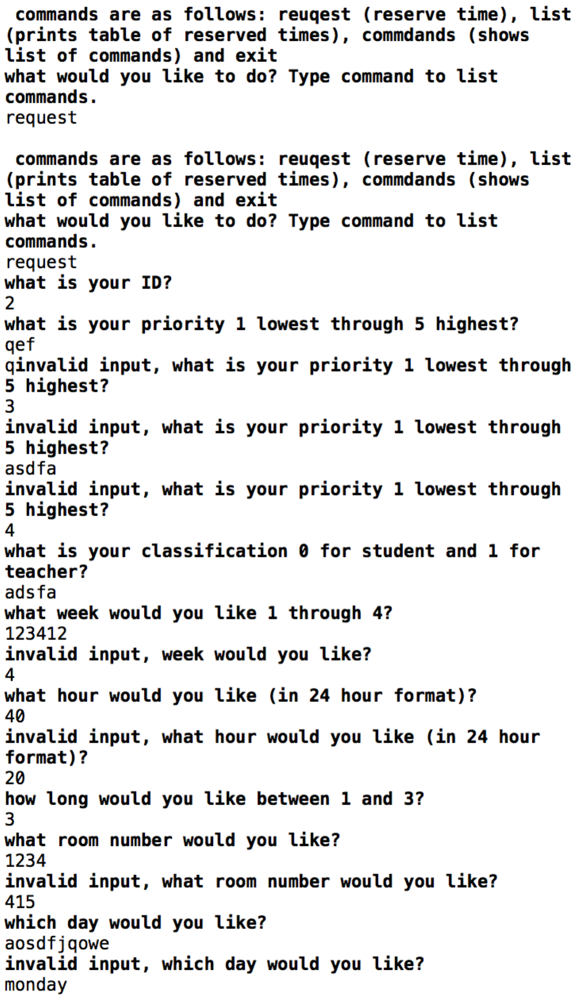 commands are as follows: reuqest (reserve time), list
(prints table of reserved times), commdands (shows
list of commands) and exit
what would you like to do? Type command to list
commands.
request
commands are as follows: reuqest (reserve time), list
(prints table of reserved times), commdands (shows
list of commands) and exit
what would you like to do? Type command to list
commands.
request
what is your ID?
2
what is your priority 1 lowest through 5 highest?
qef
qinvalid input, what is your priority 1 lowest through
5 highest?
3
invalid input, what is your priority 1 lowest through
5 highest?
asdfa
invalid input, what is your priority 1 lowest through
5 highest?
4
what is your classification 0 for student and 1 for
teacher?
adsfa
what week would you like 1 through 4?
123412
invalid input, week would you like?
4
what hour would you like (in 24 hour format)?
40
invalid input, what hour would you like (in 24 hour
format)?
20
how long would you like between 1 and 3?
3
what room number would you like?
1234
invalid input, what room number would you like?
415
which day would you like?
aosdfjqowe
invalid input, which day would you like?
monday